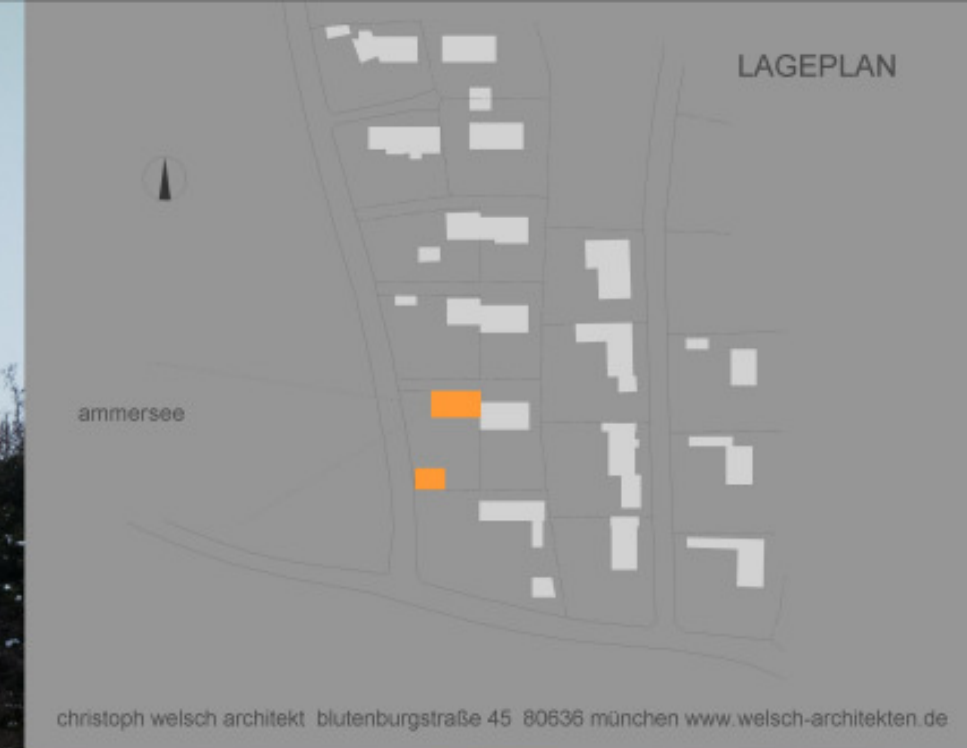 LAGEPLAN
ammersee
christoph welsch architekt blutenburgstraße 45 80636 münchen www.welsch-architekten.de